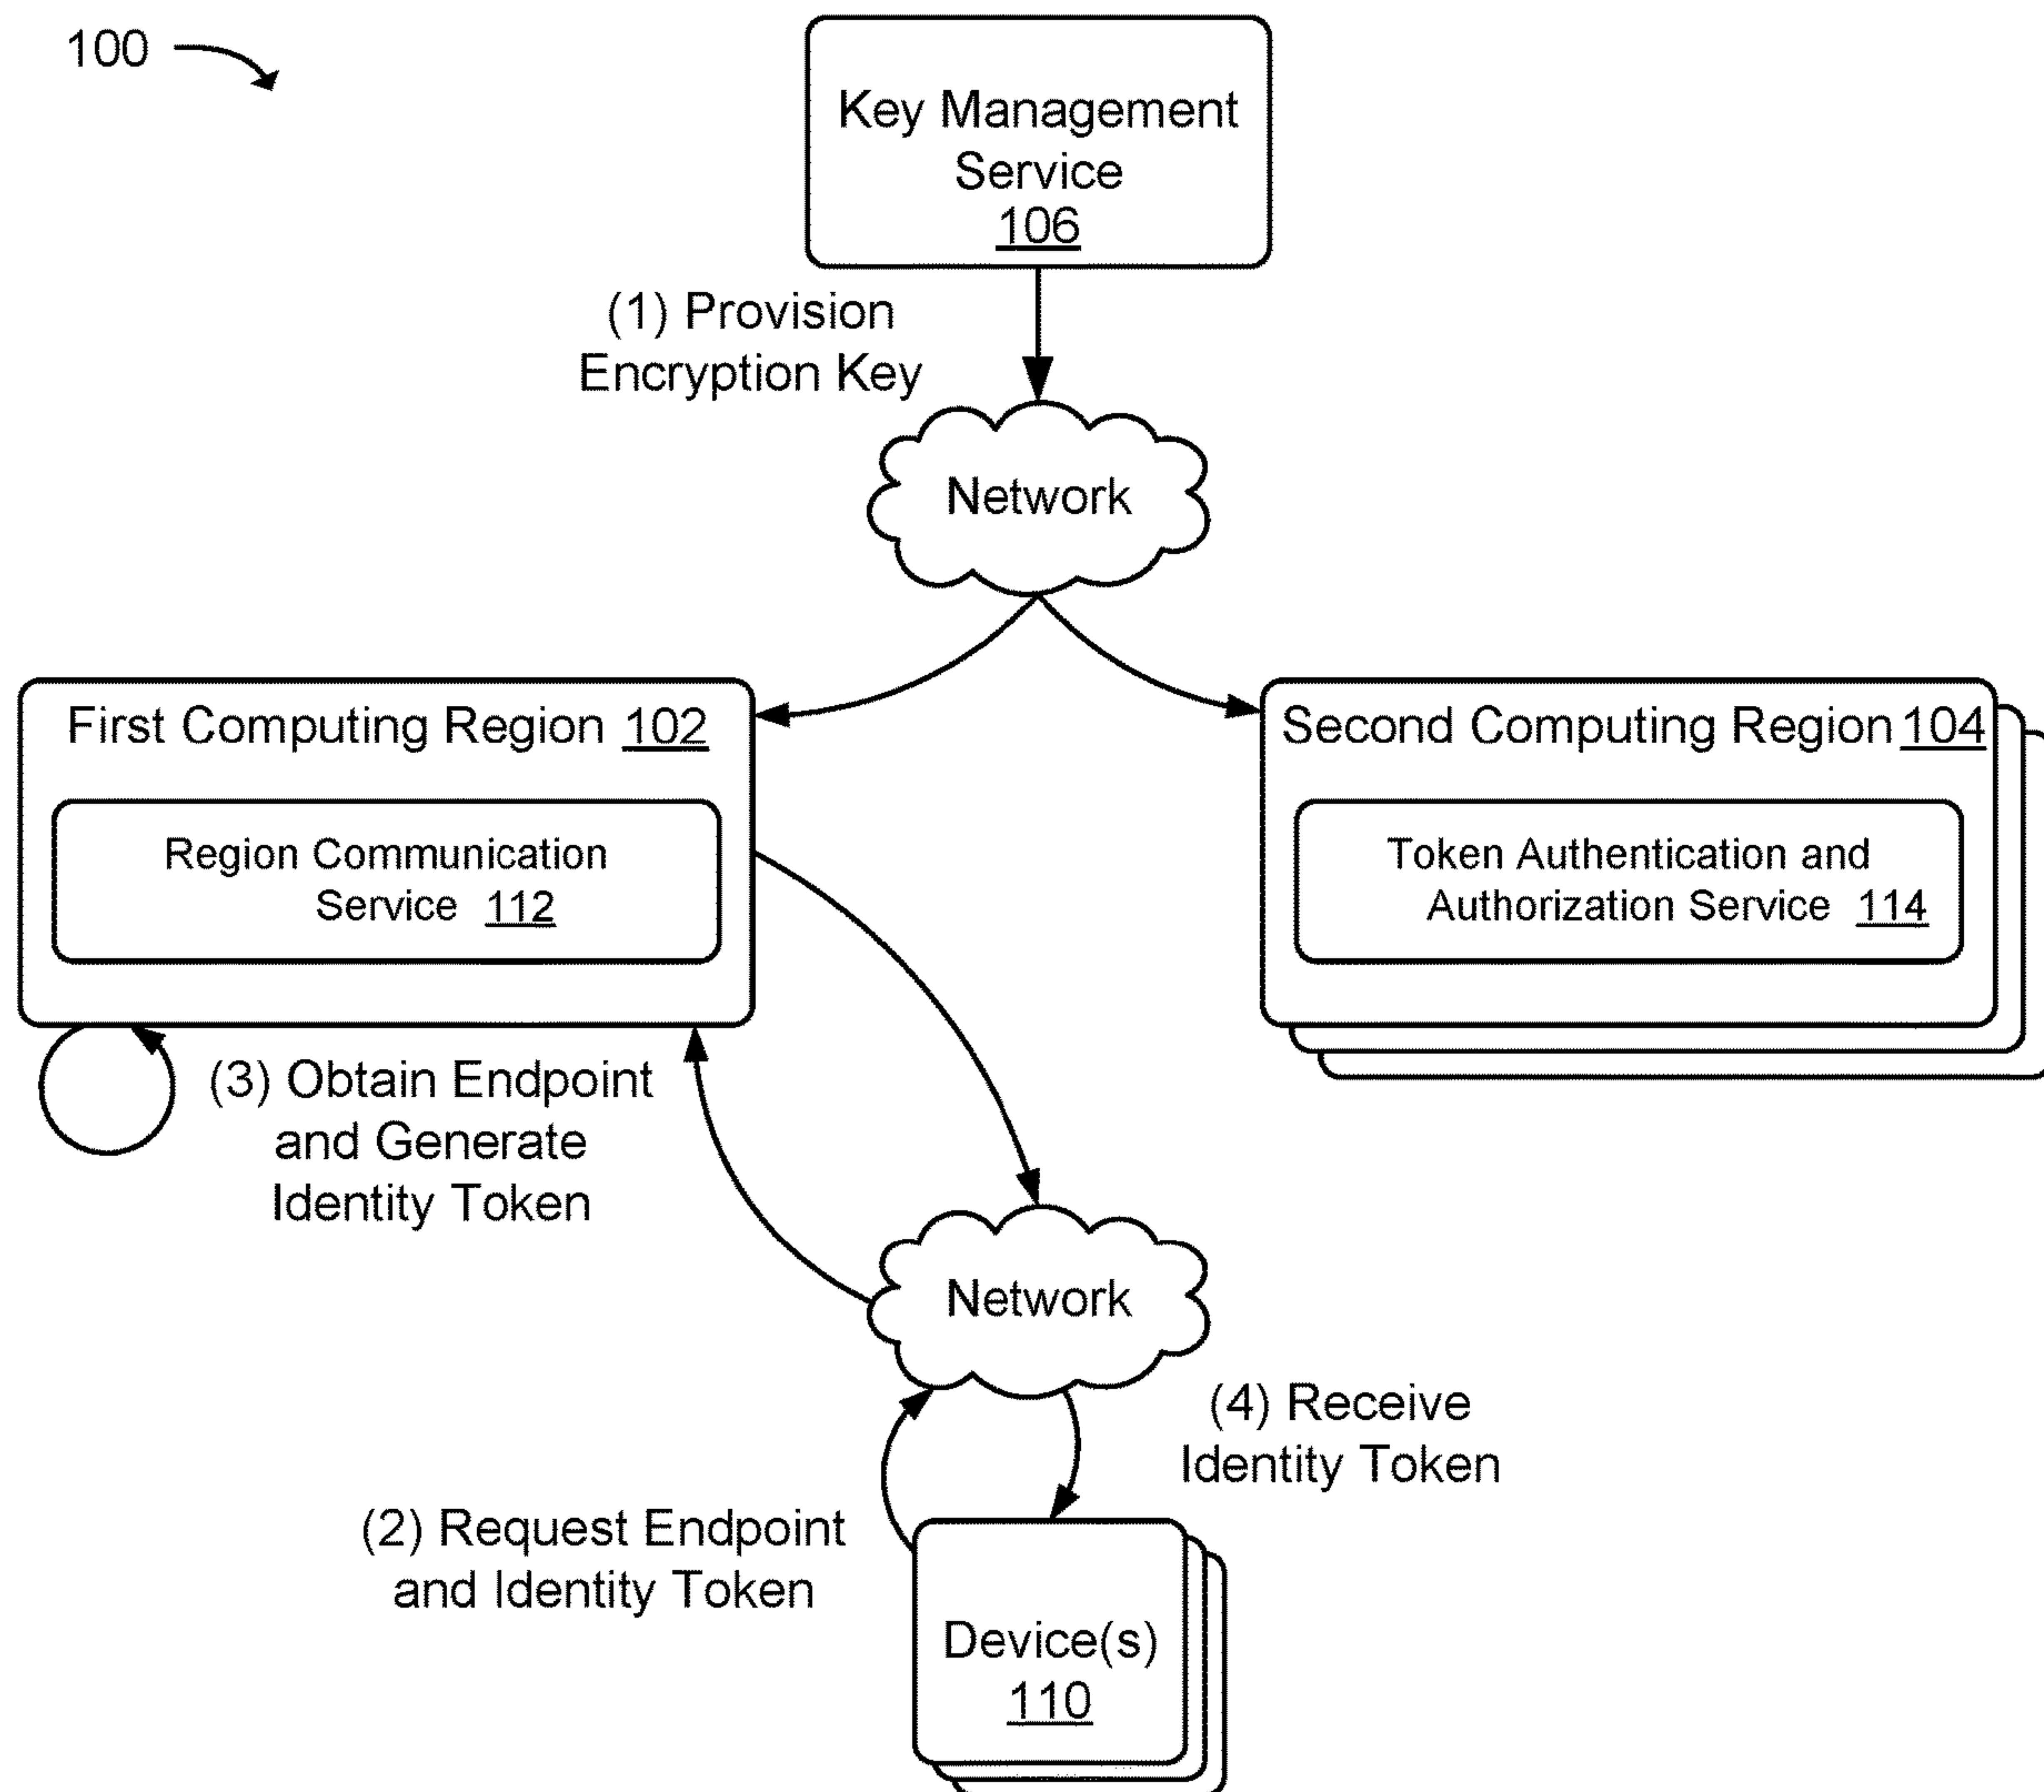 100
Key Management
Service
106
(1) Provision
Encryption Key
Network
First Computing Region 102
Second Computing Region 104
Region Communication
Service 112
Token Authentication and
Authorization Service 114
(3) Obtain Endpoint
and Generate
Identity Token
Network
(4) Receive
Identity Token
(2) Request Endpoint
and Identity Token
Device(s)
110